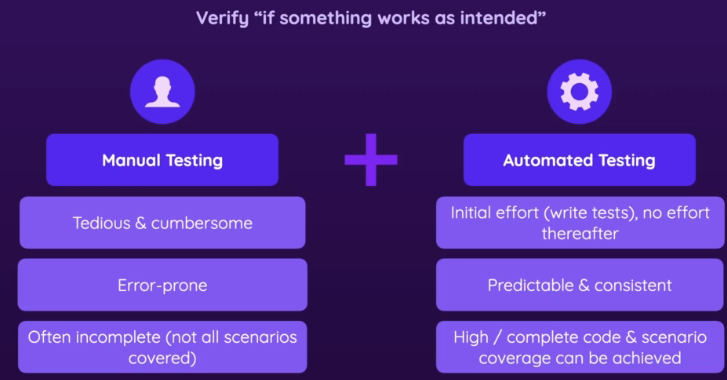 Verify “if something works as intended”
Manual Testing
Tedious & cumbersome
Error-prone
Often incomplete (not all scenarios
covered)
Automated Testing
Initial effort (write tests), no effort
thereafter
Predictable & consistent
High / complete code & scenario
coverage can be achieved